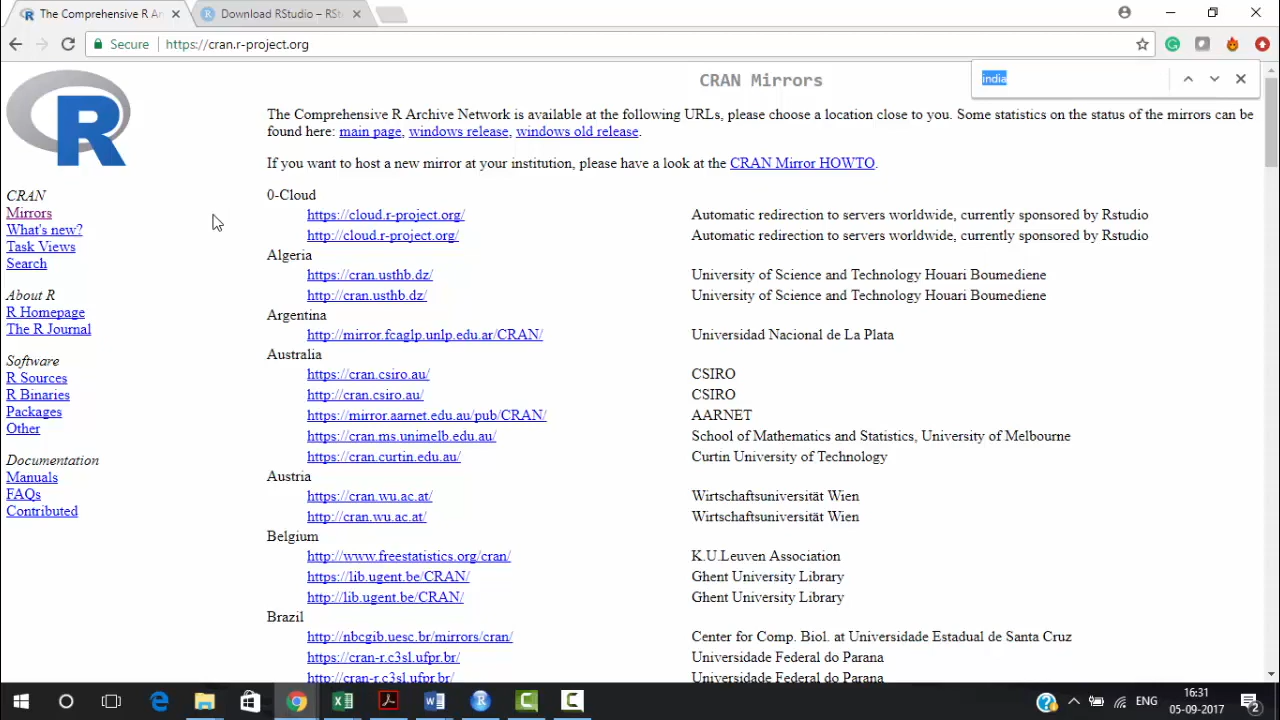 The Comprehensive R Ar
Download RStudio – RSt
Secure
https://cran.r-project.org
india
R
CRAN
Mirrors
What's new?
Task Views
Search
About R
R Homepage
The R Journal
Software
R Sources
R Binaries
Packages
Other
Documentation
Manuals
FAQs
Contributed
CRAN Mirrors
The Comprehensive R Archive Network is available at the following URLs, please choose a location close to you. Some statistics on the status of the mirrors can be
found here: main page, windows release, windows old release.
If you want to host a new mirror at your institution, please have a look at the CRAN Mirror HOWTO.
0-Cloud
https://cloud.r-project.org/ Automatic redirection to servers worldwide, currently sponsored by Rstudio
http://cloud.r-project.org/ Automatic redirection to servers worldwide, currently sponsored by Rstudio
Algeria
https://cran.usthb.dz/ University of Science and Technology Houari Boumediene
http://cran.usthb.dz/ University of Science and Technology Houari Boumediene
Argentina
http://mirror.fcaglp.unlp.edu.ar/CRAN/ Universidad Nacional de La Plata
Australia
https://cran.csiro.au/ CSIRO
http://cran.csiro.au/ CSIRO
https://mirror.aarnet.edu.au/pub/CRAN/ AARNET
https://cran.ms.unimelb.edu.au/ School of Mathematics and Statistics, University of Melbourne
https://cran.curtin.edu.au/ Curtin University of Technology
Austria
https://cran.wu.ac.at/ Wirtschaftsuniversität Wien
http://cran.wu.ac.at/ Wirtschaftsuniversität Wien
Belgium
http://www.freestatistics.org/cran/ K.U.Leuven Association
https://lib.ugent.be/CRAN/ Ghent University Library
http://lib.ugent.be/CRAN/ Ghent University Library
Brazil
http://nbcgib.uesc.br/mirrors/cran/ Center for Comp. Biol. at Universidade Estadual de Santa Cruz
https://cran-r.c3sl.ufpr.br/ Universidade Federal do Parana
http://cran-r.c3sl.ufpr.br/ Universidade Federal do Parana
ENG
16:31
05-09-2017
2